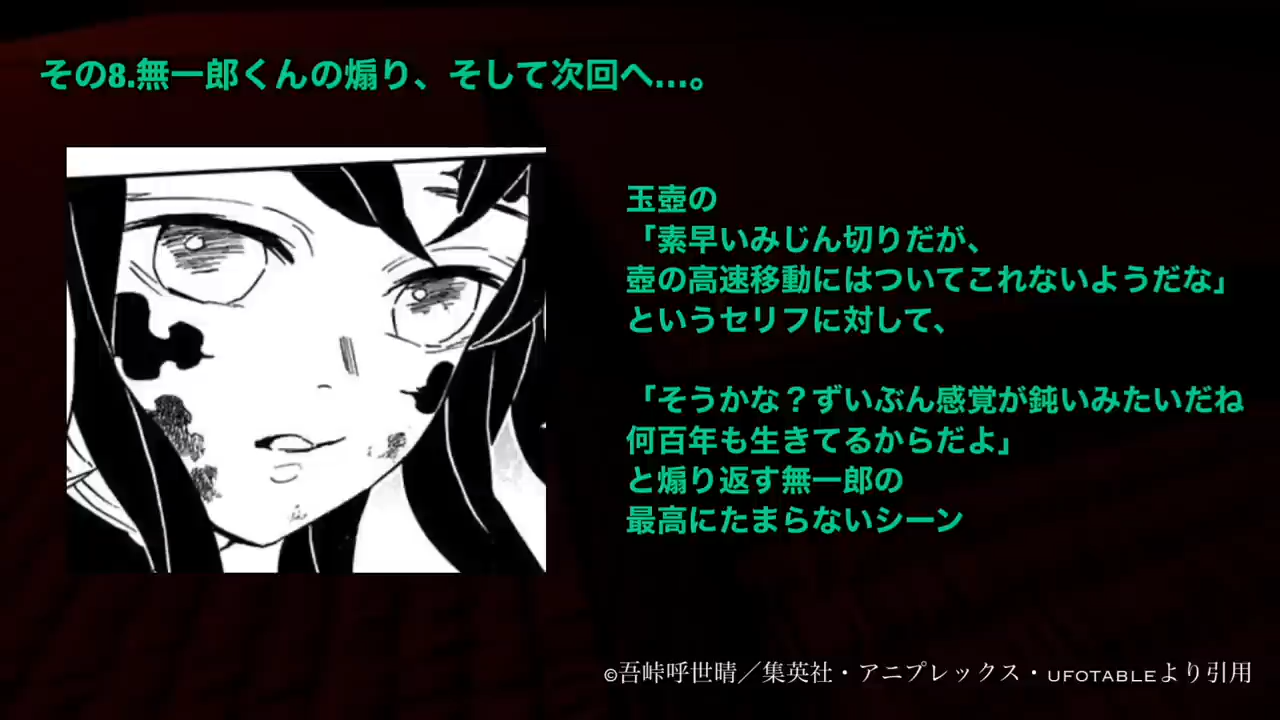 その8.無一郎くんの煽り、そして次回へ…。
玉壺の
「素早いみじん切りだが、
壺の高速移動にはついてこれないようだな」
というセリフに対して、
「そうかな？ずいぶん感覚が鈍いみたいだね
何百年も生きてるからだよ」
と煽り返す無一郎の
最高にたまらないシーン
©吾峠呼世晴／集英社・アニプレックス・UFOTABLEより引用